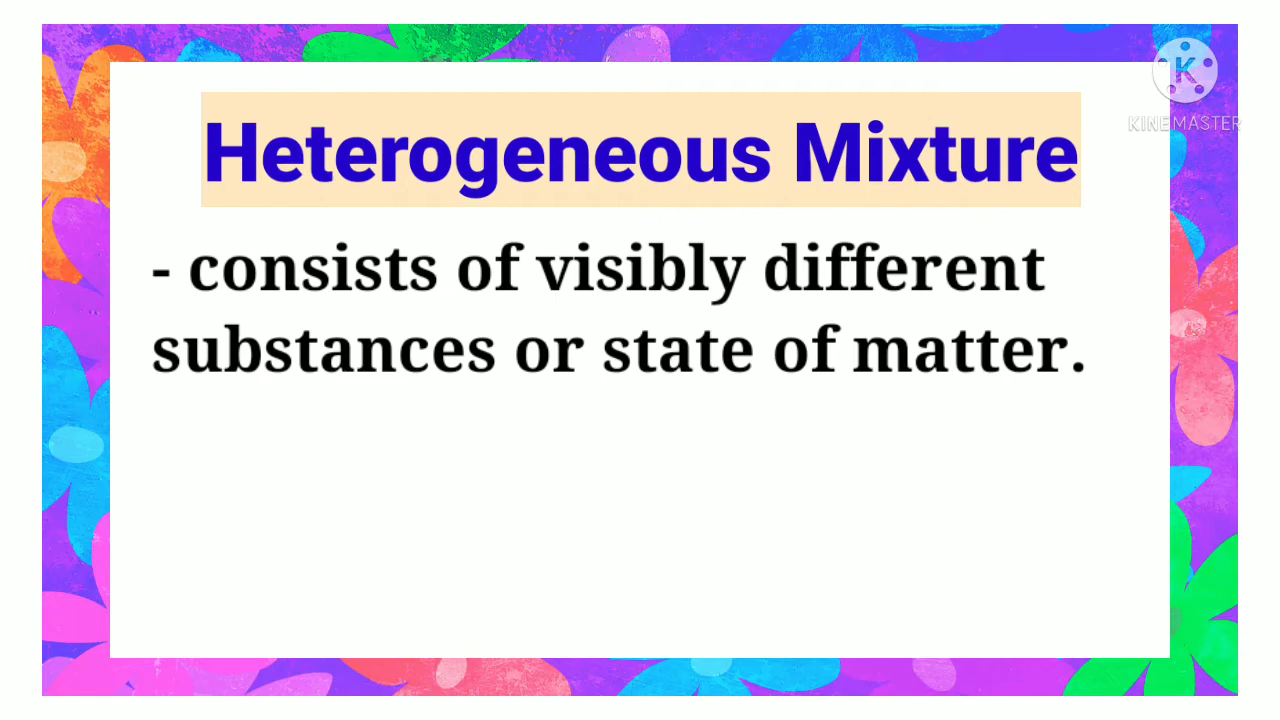 K
KINEMASTER
Heterogeneous Mixture
- consists of visibly different
substances or state of matter.